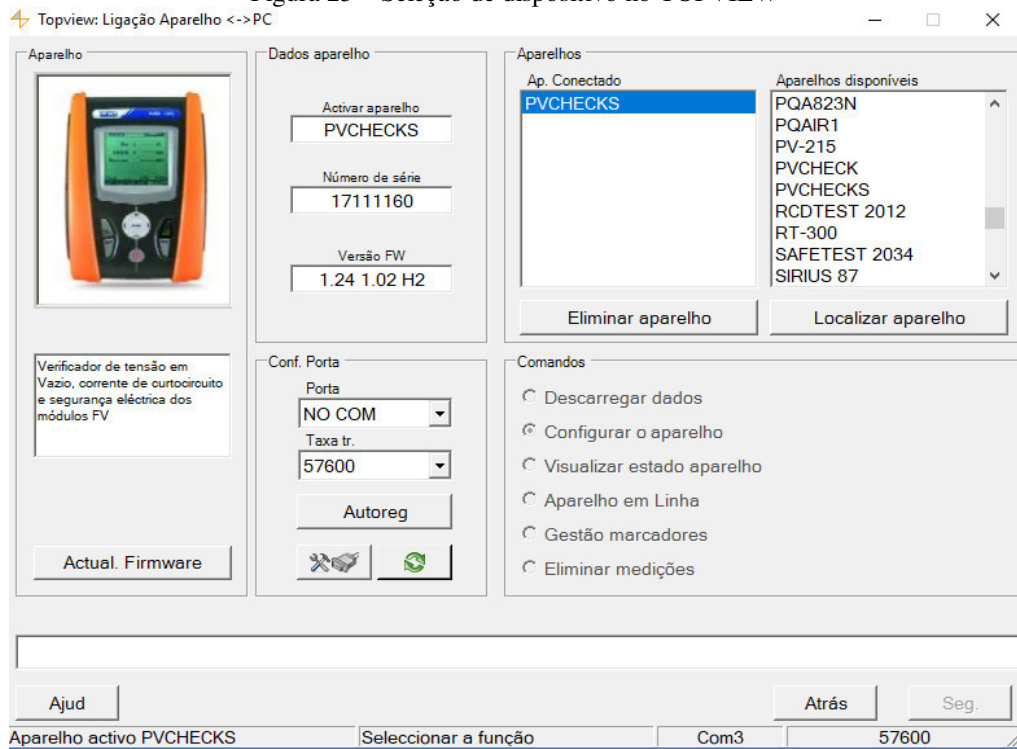 Topview: Ligação Aparelho <->PC
Aparelho
Verificador de tensão em
Vazio, corrente de curtocircuito
e segurança eléctrica dos
módulos FV
Actual. Firmware
Dados aparelho
Activar aparelho
PVCHECKS
Número de série
17111160
Versão FW
1.24 1.02 H2
Conf. Porta
Porta
NO COM
Taxa tr.
57600
Autoreg
Aparelhos
Ap. Conectado
PVCHECKS
Aparelhos disponíveis
PQA823N
PQAIR1
PV-215
PVCHECK
PVCHECKS
RCDTEST 2012
RT-300
SAFETEST 2034
SIRIUS 87
Eliminar aparelho
Localizar aparelho
Comandos
Descarregar dados
Configurar o aparelho
Visualizar estado aparelho
Aparelho em Linha
Gestão marcadores
Eliminar medições
Ajud
Atrás
Seg.
Aparelho activo PVCHECKS
Seleccionar a função
Com3
57600